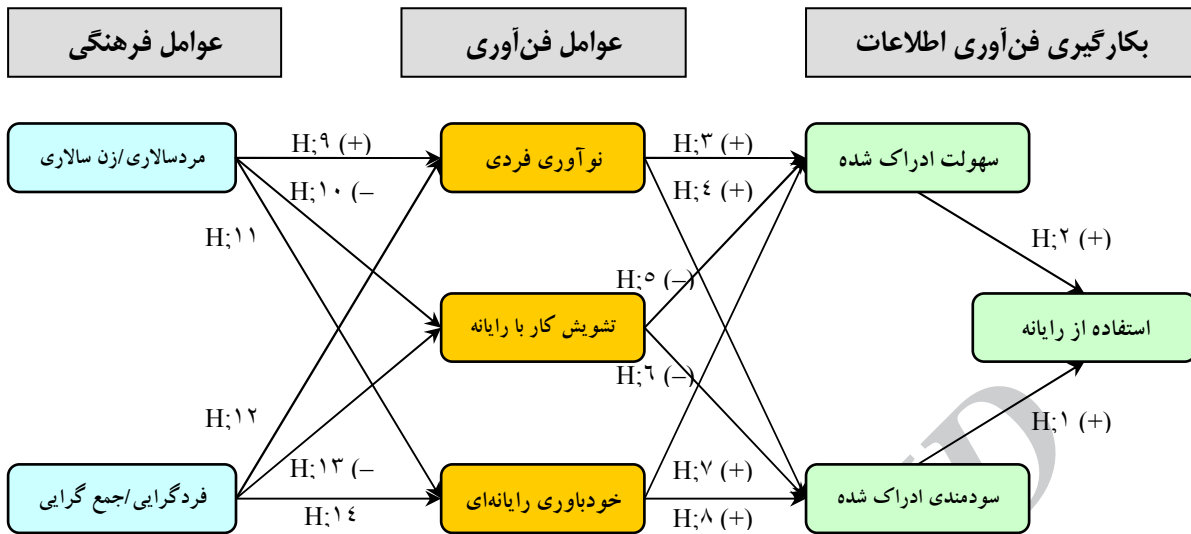 بکارگیری فن‌آوری اطلاعات
عوامل فن‌آوری
عوامل فرهنگی
سهولت ادراک شده
H;۳ (+)
نوآوری فردی
H;۹ (+)
مردسالاری/زن سالاری
H;٤ (+)
H;۱۰ (–
H;۲ (+)
H;۱۱
H;٥ (–)
استفاده از رایانه
تشویش کار با رایانه
H;٦ (–)
H;۱ (+)
H;۱۲
H;۷ (+)
H;۱۳ (–
سودمندی ادراک شده
خودباوری رایانه‌ای
فردگرایی/جمع گرایی
H;۸ (+)
H;۱٤